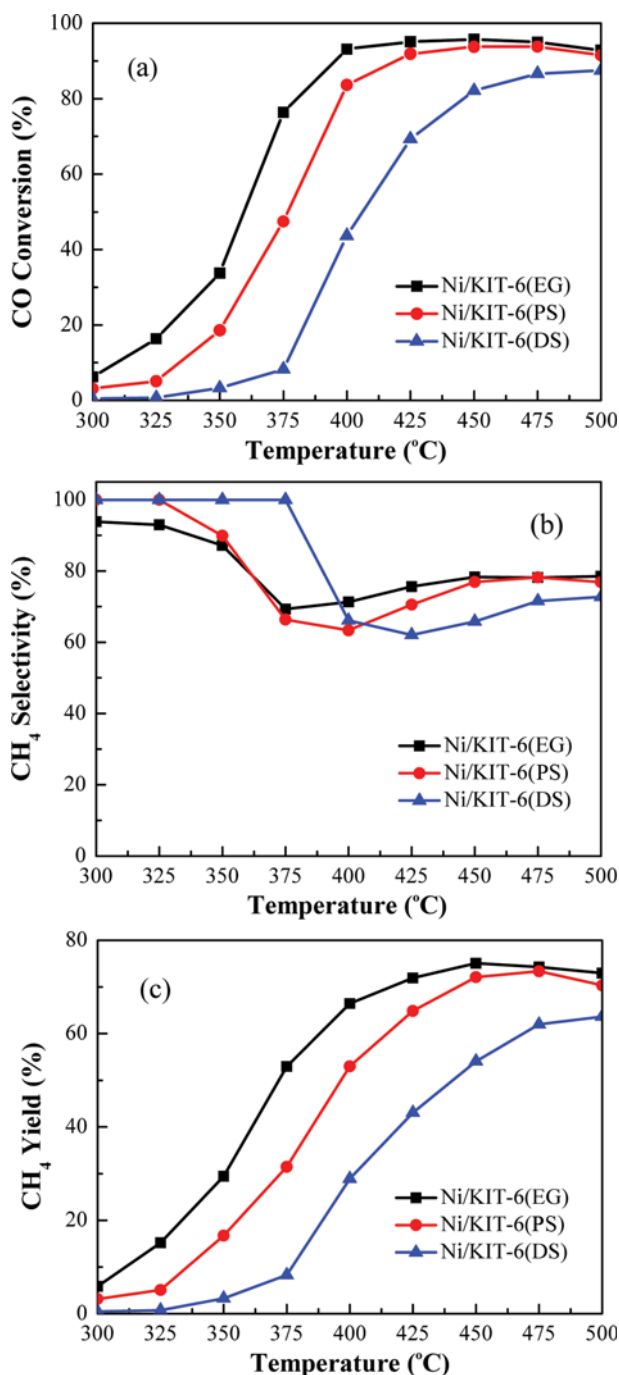 100
(a)
80
60
40
20
0
CO Conversion (%)
Ni/KIT-6(EG)
Ni/KIT-6(PS)
Ni/KIT-6(DS)
300 325 350 375 400 425 450 475 500
Temperature (°C)
100
(b)
80
60
40
20
0
CH4 Selectivity (%)
Ni/KIT-6(EG)
Ni/KIT-6(PS)
Ni/KIT-6(DS)
300 325 350 375 400 425 450 475 500
Temperature (°C)
80
(c)
60
40
20
0
CH4 Yield (%)
Ni/KIT-6(EG)
Ni/KIT-6(PS)
Ni/KIT-6(DS)
300 325 350 375 400 425 450 475 500
Temperature (°C)